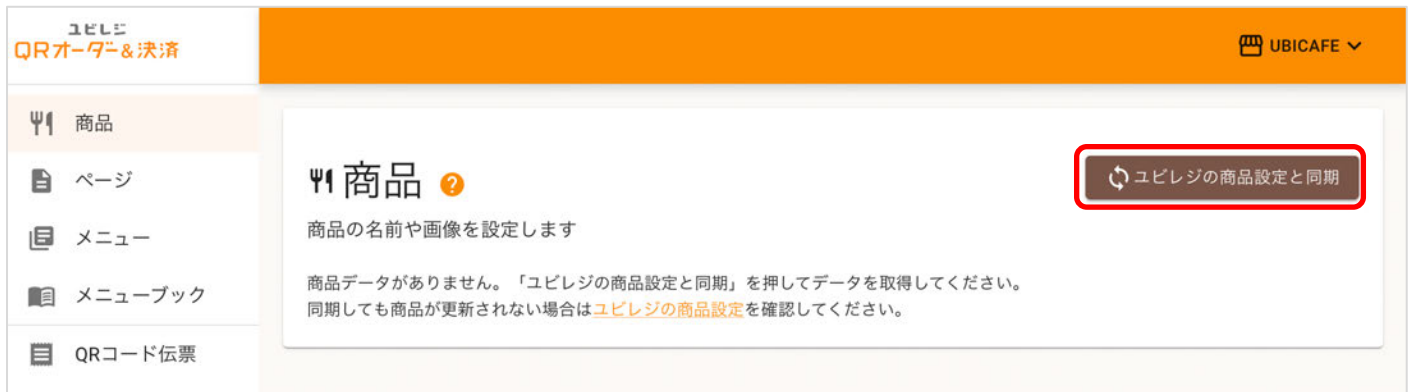 ユビレジ
QRオーダー&決済
UBICAFE
商品
ページ
メニュー
メニューブック
QRコード伝票
商品 ?
ユビレジの商品設定と同期
商品の名前や画像を設定します
商品データがありません。「ユビレジの商品設定と同期」を押してデータを取得してください。
同期しても商品が更新されない場合はユビレジの商品設定を確認してください。